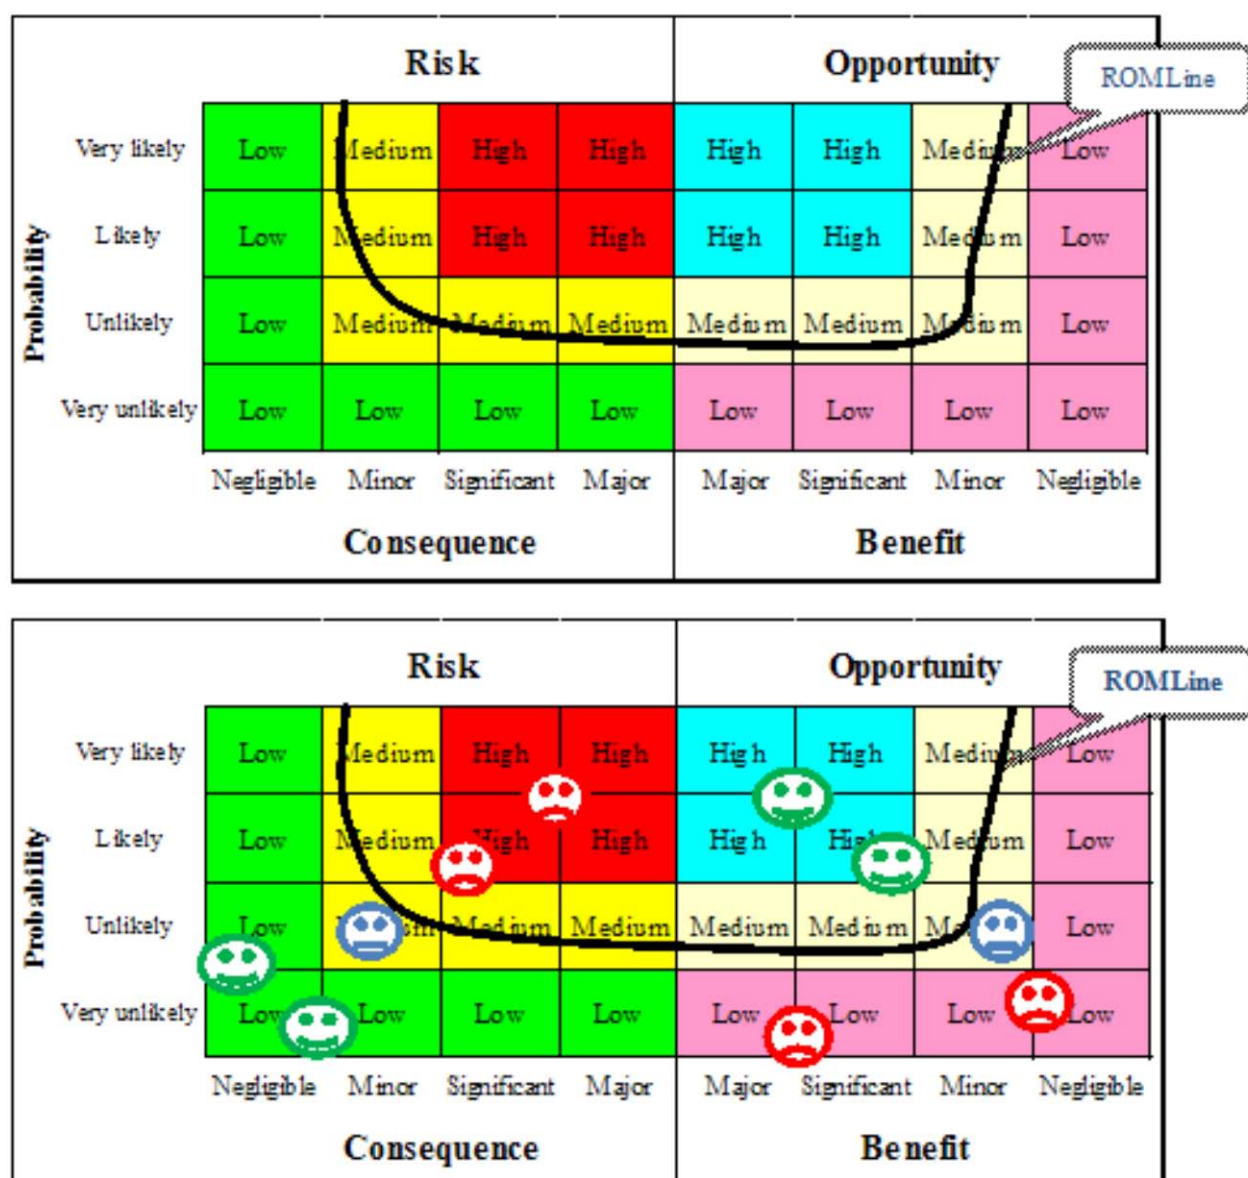 Risk Opportunity
ROMLine
Very likely Low Medium High High High High Medium Low
Likely Low Medium High High High High Medium Low
Unlikely Low Medium Medium Medium Medium Medium Medium Low
Very unlikely Low Low Low Low Low Low Low Low
Probability
Negligible Minor Significant Major Major Significant Minor Negligible
Consequence Benefit
Risk Opportunity
ROMLine
Very likely Low Medium High High High High Medium Low
Likely Low Medium High High High High Medium Low
Unlikely Low Medium Medium Medium Medium Low
Very unlikely Low Low Low Low Low Low Low Low
Probability
Negligible Minor Significant Major Major Significant Minor Negligible
Consequence Benefit